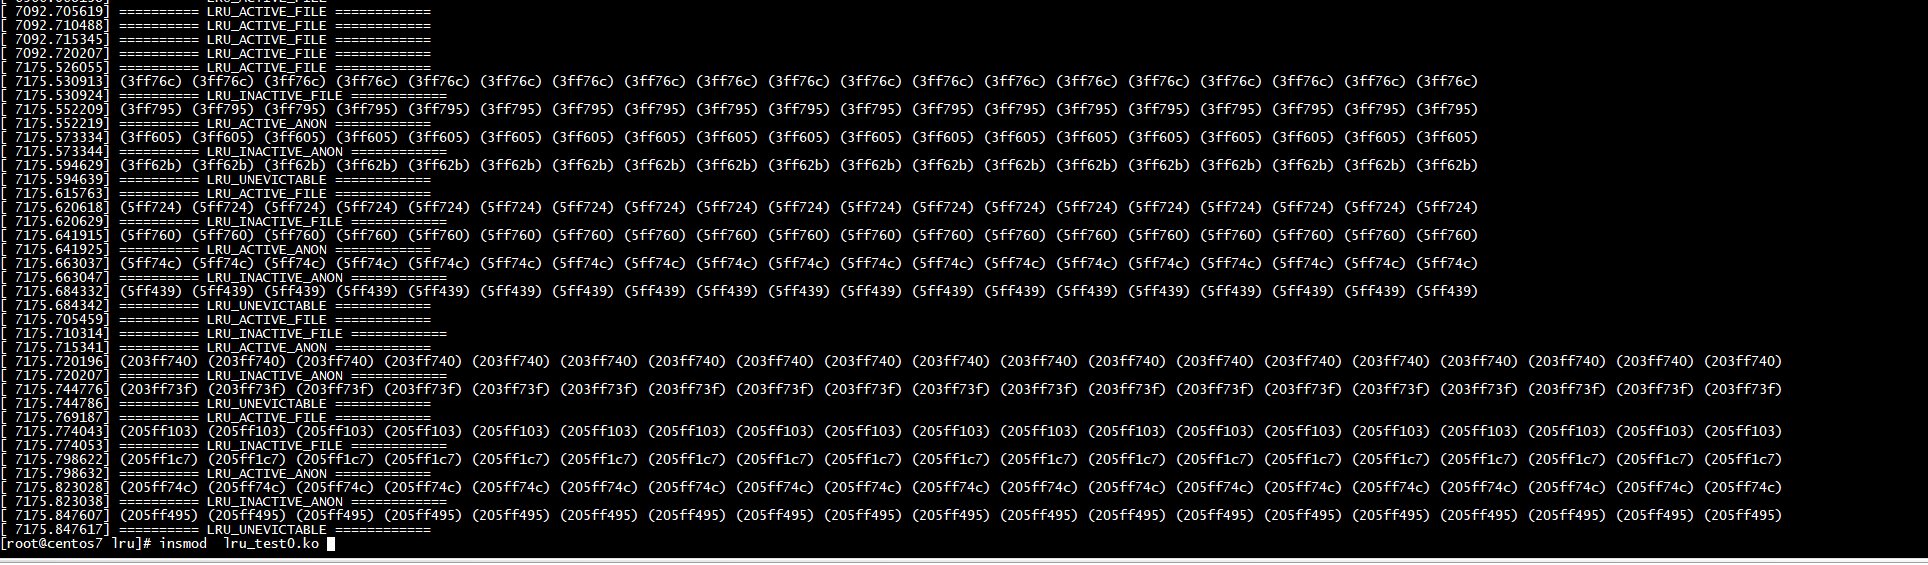 [ 7092.705619] ========== LRU_ACTIVE_FILE ============
[ 7092.710488] ========== LRU_ACTIVE_FILE ============
[ 7092.715345] ========== LRU_ACTIVE_FILE ============
[ 7092.720207] ========== LRU_ACTIVE_FILE ============
[ 7175.526055] ========== LRU_ACTIVE_FILE ============
[ 7175.530913] (3ff76c) (3ff76c) (3ff76c) (3ff76c) (3ff76c) (3ff76c) (3ff76c) (3ff76c) (3ff76c) (3ff76c) (3ff76c) (3ff76c) (3ff76c) (3ff76c) (3ff76c) (3ff76c) (3ff76c) (3ff76c) (3ff76c)
[ 7175.530924] ========== LRU_INACTIVE_FILE ============
[ 7175.552209] (3ff795) (3ff795) (3ff795) (3ff795) (3ff795) (3ff795) (3ff795) (3ff795) (3ff795) (3ff795) (3ff795) (3ff795) (3ff795) (3ff795) (3ff795) (3ff795) (3ff795) (3ff795) (3ff795)
[ 7175.552219] ========== LRU_ACTIVE_ANON ============
[ 7175.573334] (3ff605) (3ff605) (3ff605) (3ff605) (3ff605) (3ff605) (3ff605) (3ff605) (3ff605) (3ff605) (3ff605) (3ff605) (3ff605) (3ff605) (3ff605) (3ff605) (3ff605) (3ff605) (3ff605)
[ 7175.573344] ========== LRU_INACTIVE_ANON ============
[ 7175.594629] (3ff62b) (3ff62b) (3ff62b) (3ff62b) (3ff62b) (3ff62b) (3ff62b) (3ff62b) (3ff62b) (3ff62b) (3ff62b) (3ff62b) (3ff62b) (3ff62b) (3ff62b) (3ff62b) (3ff62b) (3ff62b) (3ff62b)
[ 7175.594639] ========== LRU_UNEVICTABLE ============
[ 7175.615763] ========== LRU_ACTIVE_FILE ============
[ 7175.620618] (5ff724) (5ff724) (5ff724) (5ff724) (5ff724) (5ff724) (5ff724) (5ff724) (5ff724) (5ff724) (5ff724) (5ff724) (5ff724) (5ff724) (5ff724) (5ff724) (5ff724) (5ff724) (5ff724)
[ 7175.620629] ========== LRU_INACTIVE_FILE ============
[ 7175.641915] (5ff760) (5ff760) (5ff760) (5ff760) (5ff760) (5ff760) (5ff760) (5ff760) (5ff760) (5ff760) (5ff760) (5ff760) (5ff760) (5ff760) (5ff760) (5ff760) (5ff760) (5ff760) (5ff760)
[ 7175.641925] ========== LRU_ACTIVE_ANON ============
[ 7175.663037] (5ff74c) (5ff74c) (5ff74c) (5ff74c) (5ff74c) (5ff74c) (5ff74c) (5ff74c) (5ff74c) (5ff74c) (5ff74c) (5ff74c) (5ff74c) (5ff74c) (5ff74c) (5ff74c) (5ff74c) (5ff74c) (5ff74c)
[ 7175.663047] ========== LRU_INACTIVE_ANON ============
[ 7175.684332] (5ff439) (5ff439) (5ff439) (5ff439) (5ff439) (5ff439) (5ff439) (5ff439) (5ff439) (5ff439) (5ff439) (5ff439) (5ff439) (5ff439) (5ff439) (5ff439) (5ff439) (5ff439) (5ff439)
[ 7175.684342] ========== LRU_UNEVICTABLE ============
[ 7175.705459] ========== LRU_ACTIVE_FILE ============
[ 7175.710314] ========== LRU_INACTIVE_FILE ============
[ 7175.715341] ========== LRU_ACTIVE_ANON ============
[ 7175.720196] (203ff740) (203ff740) (203ff740) (203ff740) (203ff740) (203ff740) (203ff740) (203ff740) (203ff740) (203ff740) (203ff740) (203ff740) (203ff740) (203ff740) (203ff740) (203ff740) (203ff740) (203ff740) (203ff740)
[ 7175.720207] ========== LRU_INACTIVE_ANON ============
[ 7175.744776] (203ff73f) (203ff73f) (203ff73f) (203ff73f) (203ff73f) (203ff73f) (203ff73f) (203ff73f) (203ff73f) (203ff73f) (203ff73f) (203ff73f) (203ff73f) (203ff73f) (203ff73f) (203ff73f) (203ff73f) (203ff73f) (203ff73f)
[ 7175.744786] ========== LRU_UNEVICTABLE ============
[ 7175.769187] ========== LRU_ACTIVE_FILE ============
[ 7175.774043] (205ff103) (205ff103) (205ff103) (205ff103) (205ff103) (205ff103) (205ff103) (205ff103) (205ff103) (205ff103) (205ff103) (205ff103) (205ff103) (205ff103) (205ff103) (205ff103) (205ff103) (205ff103) (205ff103)
[ 7175.774053] ========== LRU_INACTIVE_FILE ============
[ 7175.798622] (205ff1c7) (205ff1c7) (205ff1c7) (205ff1c7) (205ff1c7) (205ff1c7) (205ff1c7) (205ff1c7) (205ff1c7) (205ff1c7) (205ff1c7) (205ff1c7) (205ff1c7) (205ff1c7) (205ff1c7) (205ff1c7) (205ff1c7) (205ff1c7) (205ff1c7)
[ 7175.798632] ========== LRU_ACTIVE_ANON ============
[ 7175.823028] (205ff74c) (205ff74c) (205ff74c) (205ff74c) (205ff74c) (205ff74c) (205ff74c) (205ff74c) (205ff74c) (205ff74c) (205ff74c) (205ff74c) (205ff74c) (205ff74c) (205ff74c) (205ff74c) (205ff74c) (205ff74c) (205ff74c)
[ 7175.823038] ========== LRU_INACTIVE_ANON ============
[ 7175.847607] (205ff495) (205ff495) (205ff495) (205ff495) (205ff495) (205ff495) (205ff495) (205ff495) (205ff495) (205ff495) (205ff495) (205ff495) (205ff495) (205ff495) (205ff495) (205ff495) (205ff495) (205ff495) (205ff495)
[ 7175.847617] ========== LRU_UNEVICTABLE ============
[root@centos7 lru]# insmod  lru_test0.ko